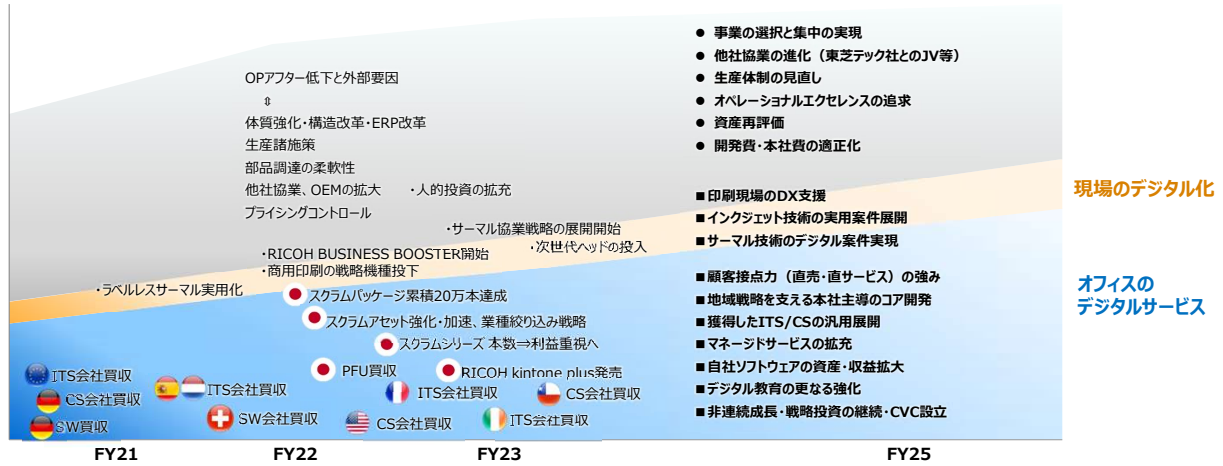 OPアフター低下と外部要因
⇕
体質強化・構造改革・ERP改革
生産諸施策
部品調達の柔軟性
他社協業、OEMの拡大
・人的投資の拡充
プライシングコントロール
・サーマル協業戦略の展開開始
・次世代ヘッドの投入
・RICOH BUSINESS BOOSTER開始
・商用印刷の戦略機種投下
・ラベルレスサーマル実用化
スクラムパッケージ累積20万本達成
スクラムアセット強化・加速、業種絞り込み戦略
スクラムシリーズ 本数⇒利益重視へ
PFU買収
RICOH kintone plus発売
ITS会社買収
ITS会社買収
ITS会社買収
CS会社買収
CS会社買収
SW会社買収
CS会社買収
ITS会社買収
SW買収
● 事業の選択と集中の実現
● 他社協業の進化（東芝テック社とのJV等）
● 生産体制の見直し
● オペレーショナルエクセレンスの追求
● 資産再評価
● 開発費・本社費の適正化
■印刷現場のDX支援
■インクジェット技術の実用案件展開
■サーマル技術のデジタル案件実現
■顧客接点力（直売・直サービス）の強み
■地域戦略を支える本社主導のコア開発
■獲得したITS/CSの汎用展開
■マネージドサービスの拡充
■自社ソフトウェアの資産・収益拡大
■デジタル教育の更なる強化
■非連続成長・戦略投資の継続・CVC設立
現場のデジタル化
オフィスの
デジタルサービス
FY21
FY22
FY23
FY25